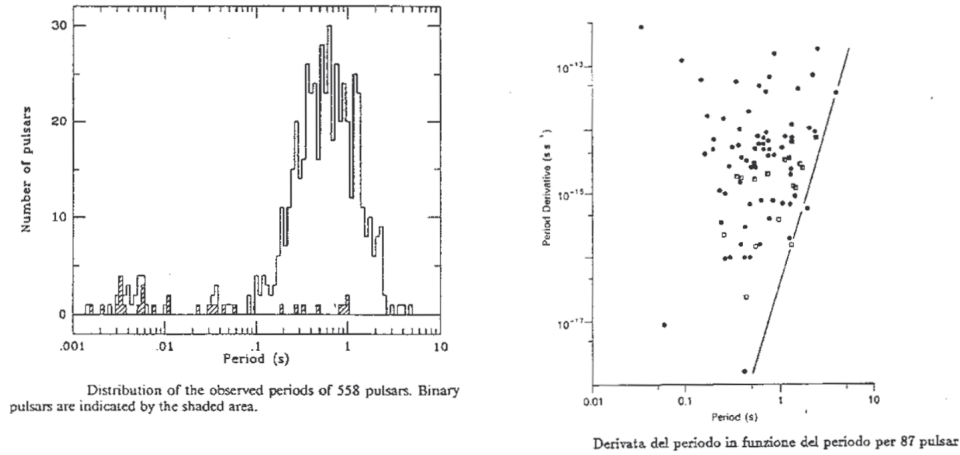 30
20
10
0
Number of pulsars
.001
.01
0.1
1
10
Period (s)
Distribution of the observed periods of 558 pulsars. Binary
pulsars are indicated by the shaded area.
10⁻¹³
10⁻¹⁵
10⁻¹⁷
Period Derivative (s s⁻¹)
0.01
0.1
1
10
Period (s)
Derivata del periodo in funzione del periodo per 87 pulsar